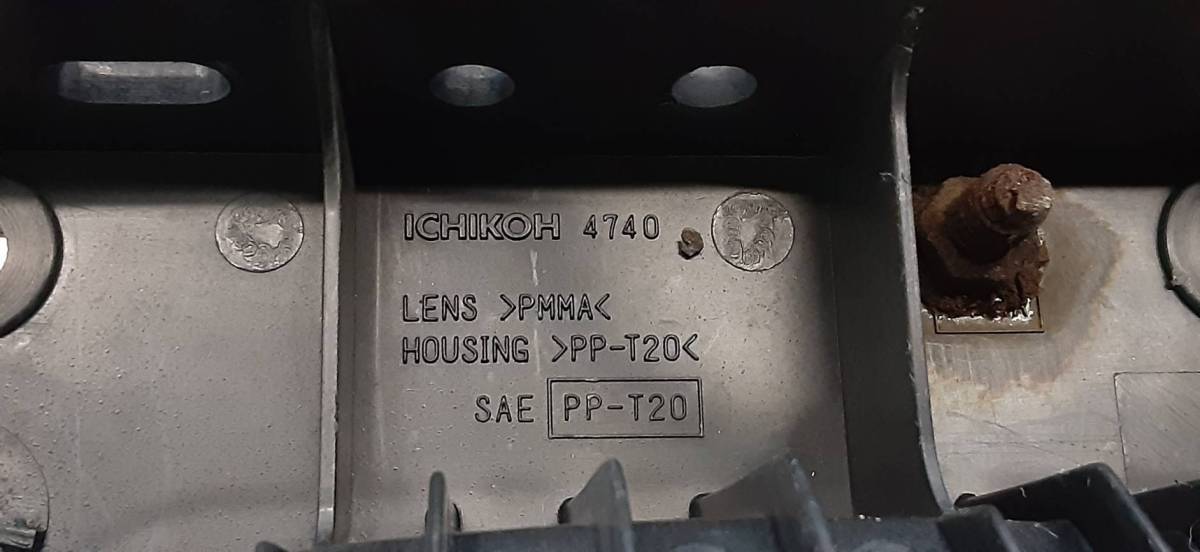 ICHIKOH 4740
LENS >PMMA<
HOUSING >PP-T20<
SAE PP-T20